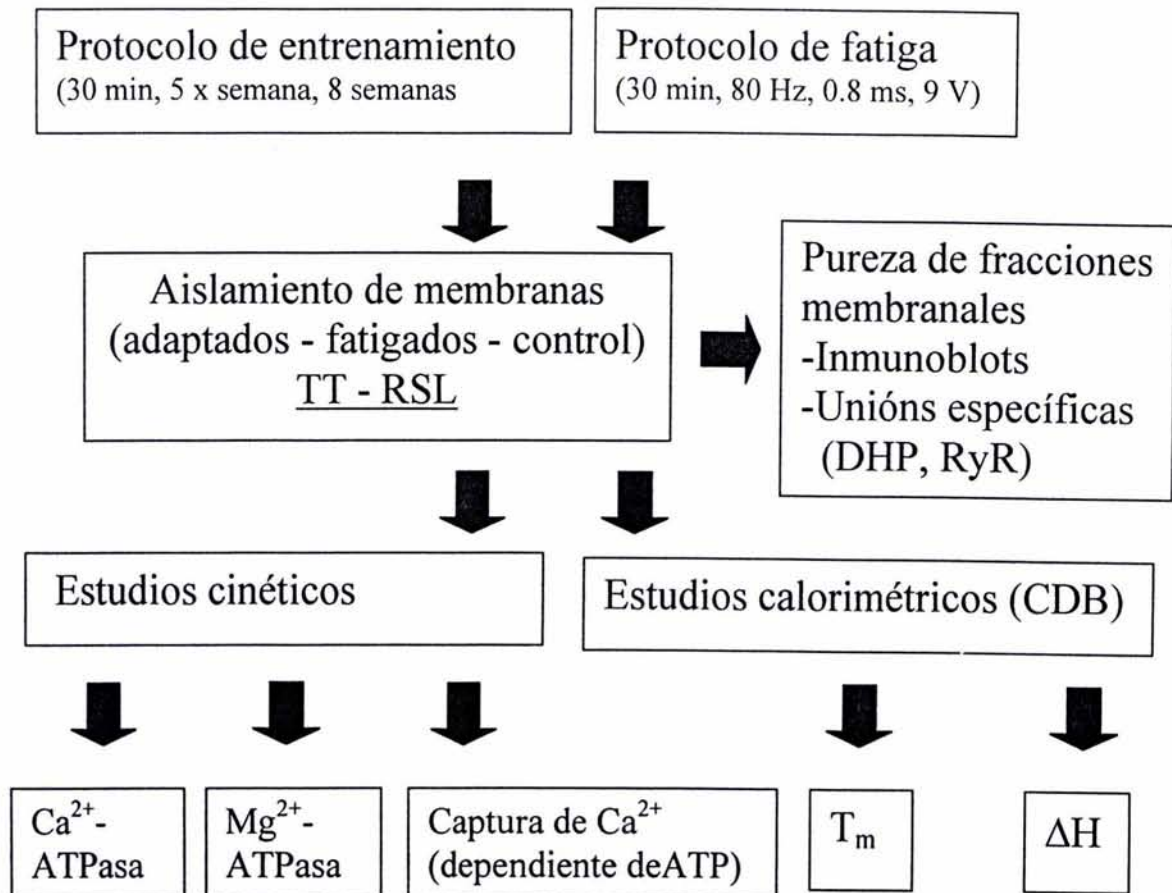 Protocolo de entrenamiento
(30 min, 5 x semana, 8 semanas
Protocolo de fatiga
(30 min, 80 Hz, 0.8 ms, 9 V)
Aislamiento de membranas
(adaptados - fatigados - control)
TT - RSL
Pureza de fracciones
membranales
-Inmunoblots
-Unións específicas
(DHP, RyR)
Estudios cinéticos
Estudios calorimétricos (CDB)
Ca²⁺-
ATPasa
Mg²⁺-
ATPasa
Captura de Ca²⁺
(dependiente deATP)
Tₘ
ΔH